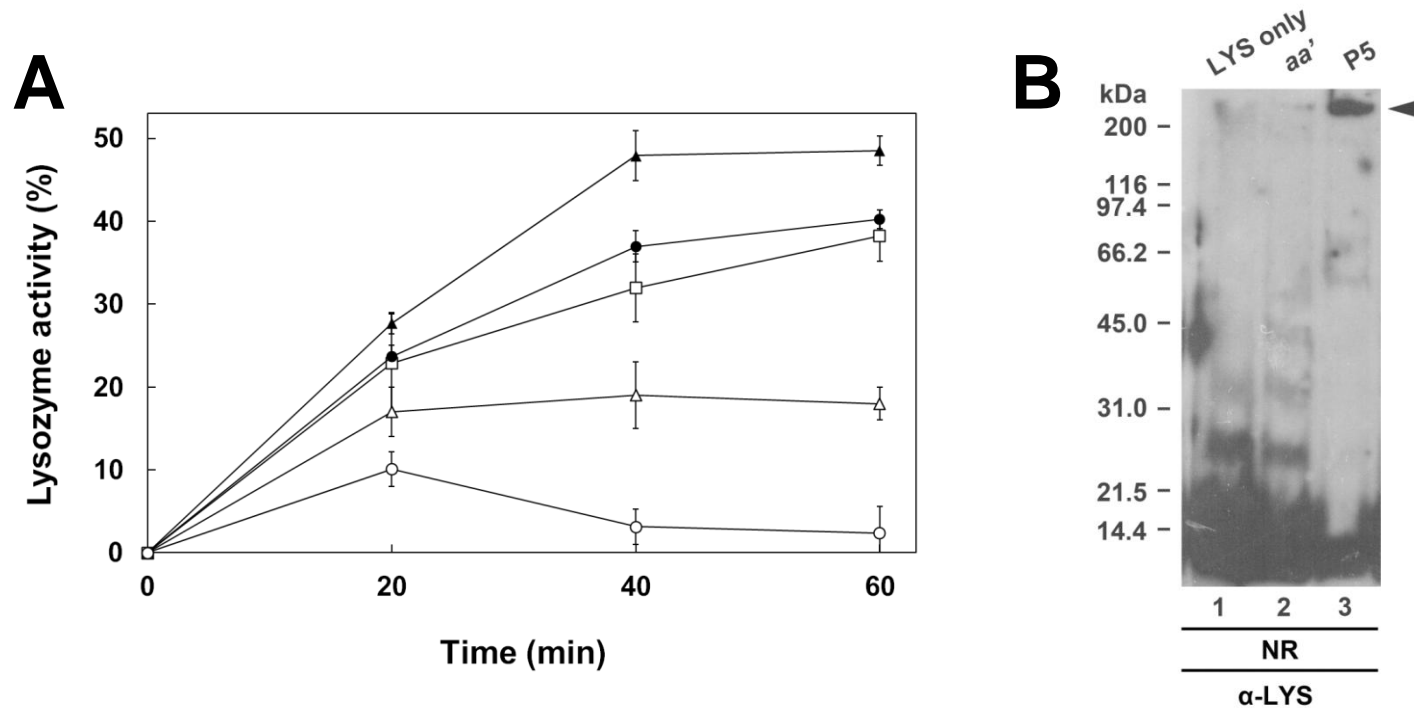 A
Lysozyme activity (%)
50
40
30
20
10
0
0 20 40 60
Time (min)
B
LYS only aa’ P5
kDa
200
116
97.4
66.2
45.0
31.0
21.5
14.4
1 2 3
NR
α-LYS